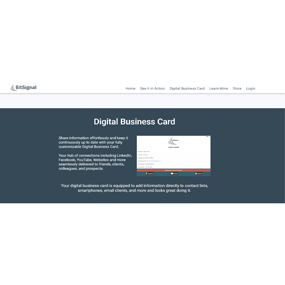 BitSignal
Home See It in Action Digital Business Card Learn More Store Login
Digital Business Card
Share information effortlessly and keep it
continuously up to date with your fully
customizable Digital Business Card.
Your hub of connections including LinkedIn,
Facebook, YouTube, Websites and more
seamlessly delivered to friends, clients,
colleagues, and prospects.
Your digital business card is equipped to add information directly to contact lists,
smartphones, email clients, and more and looks great doing it.